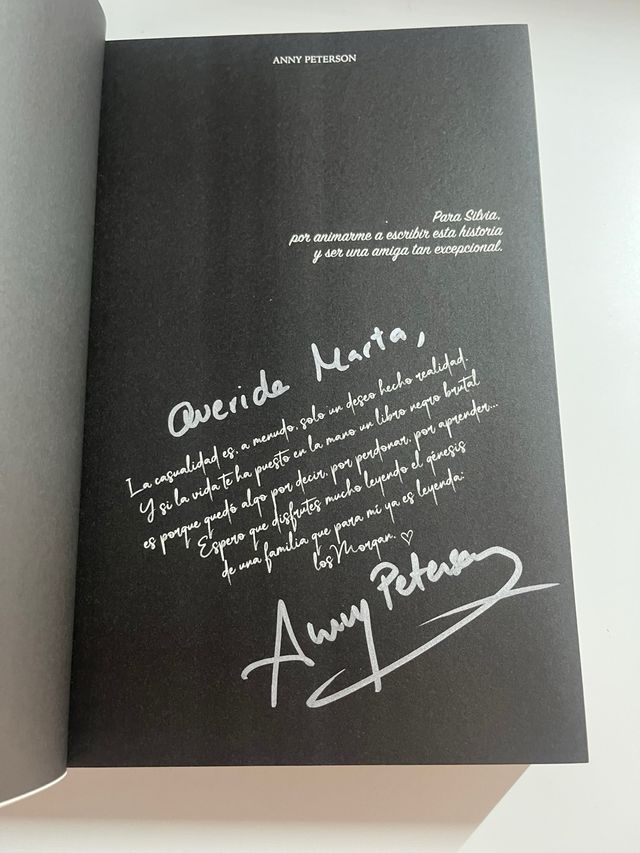 ANNY PETERSON
Para Silvia,
por animarme a escribir esta historia
y ser una amiga tan excepcional.
Querida Marta,
La casualidad es, a menudo, solo un deseo hecho realidad.
Y si la vida te ha puesto en la mano un libro negro brutal
es porque quedó algo por decir, por perdonar, por aprender...
Espero que disfrutes mucho leyendo el génesis
de una familia que para mí ya es leyenda:
los Morgan. ♡
Anny Peterson